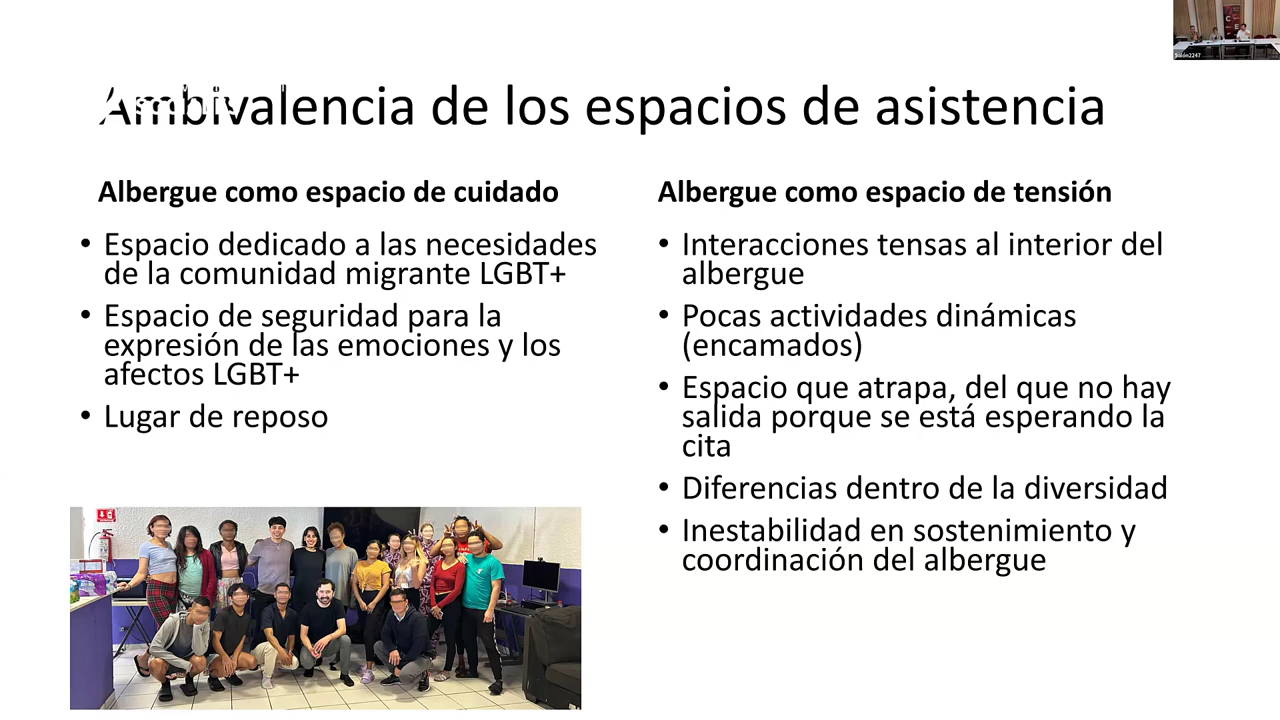 Ambivalencia de los espacios de asistencia
Albergue como espacio de cuidado
• Espacio dedicado a las necesidades
de la comunidad migrante LGBT+
• Espacio de seguridad para la
expresión de las emociones y los
afectos LGBT+
• Lugar de reposo
Albergue como espacio de tensión
• Interacciones tensas al interior del
albergue
• Pocas actividades dinámicas
(encamados)
• Espacio que atrapa, del que no hay
salida porque se está esperando la
cita
• Diferencias dentro de la diversidad
• Inestabilidad en sostenimiento y
coordinación del albergue